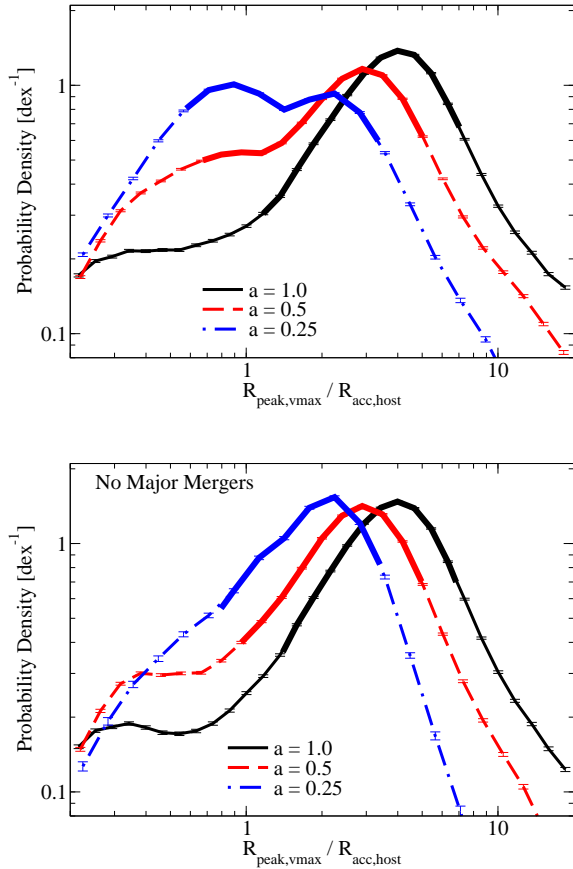 Probability Density [dex⁻¹]
1
0.1
a = 1.0
a = 0.5
a = 0.25
1
10
R_peak,vmax / R_acc,host
No Major Mergers
Probability Density [dex⁻¹]
1
0.1
a = 1.0
a = 0.5
a = 0.25
1
10
R_peak,vmax / R_acc,host